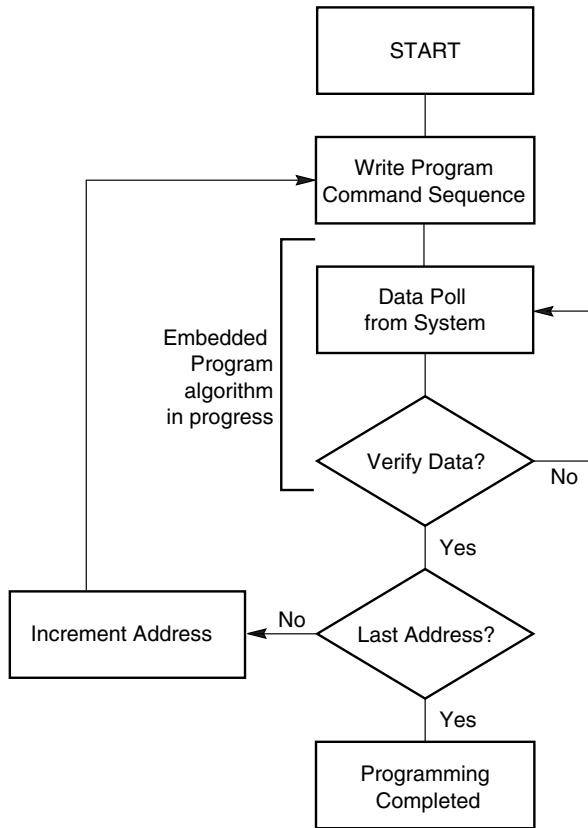 START
Write Program
Command Sequence
Data Poll
from System
Embedded
Program
algorithm
in progress
Verify Data?
No
Yes
Increment Address
No
Last Address?
Yes
Programming
Completed